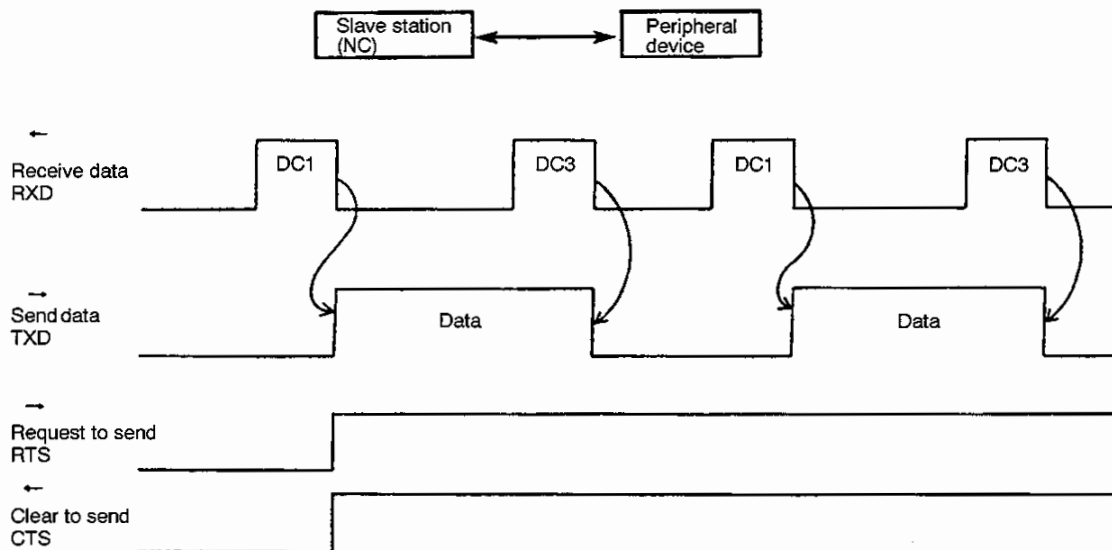 Slave station
(NC)
Peripheral
device
Receive data
RXD
DC1
DC3
DC1
DC3
Send data
TXD
Data
Data
Request to send
RTS
Clear to send
CTS